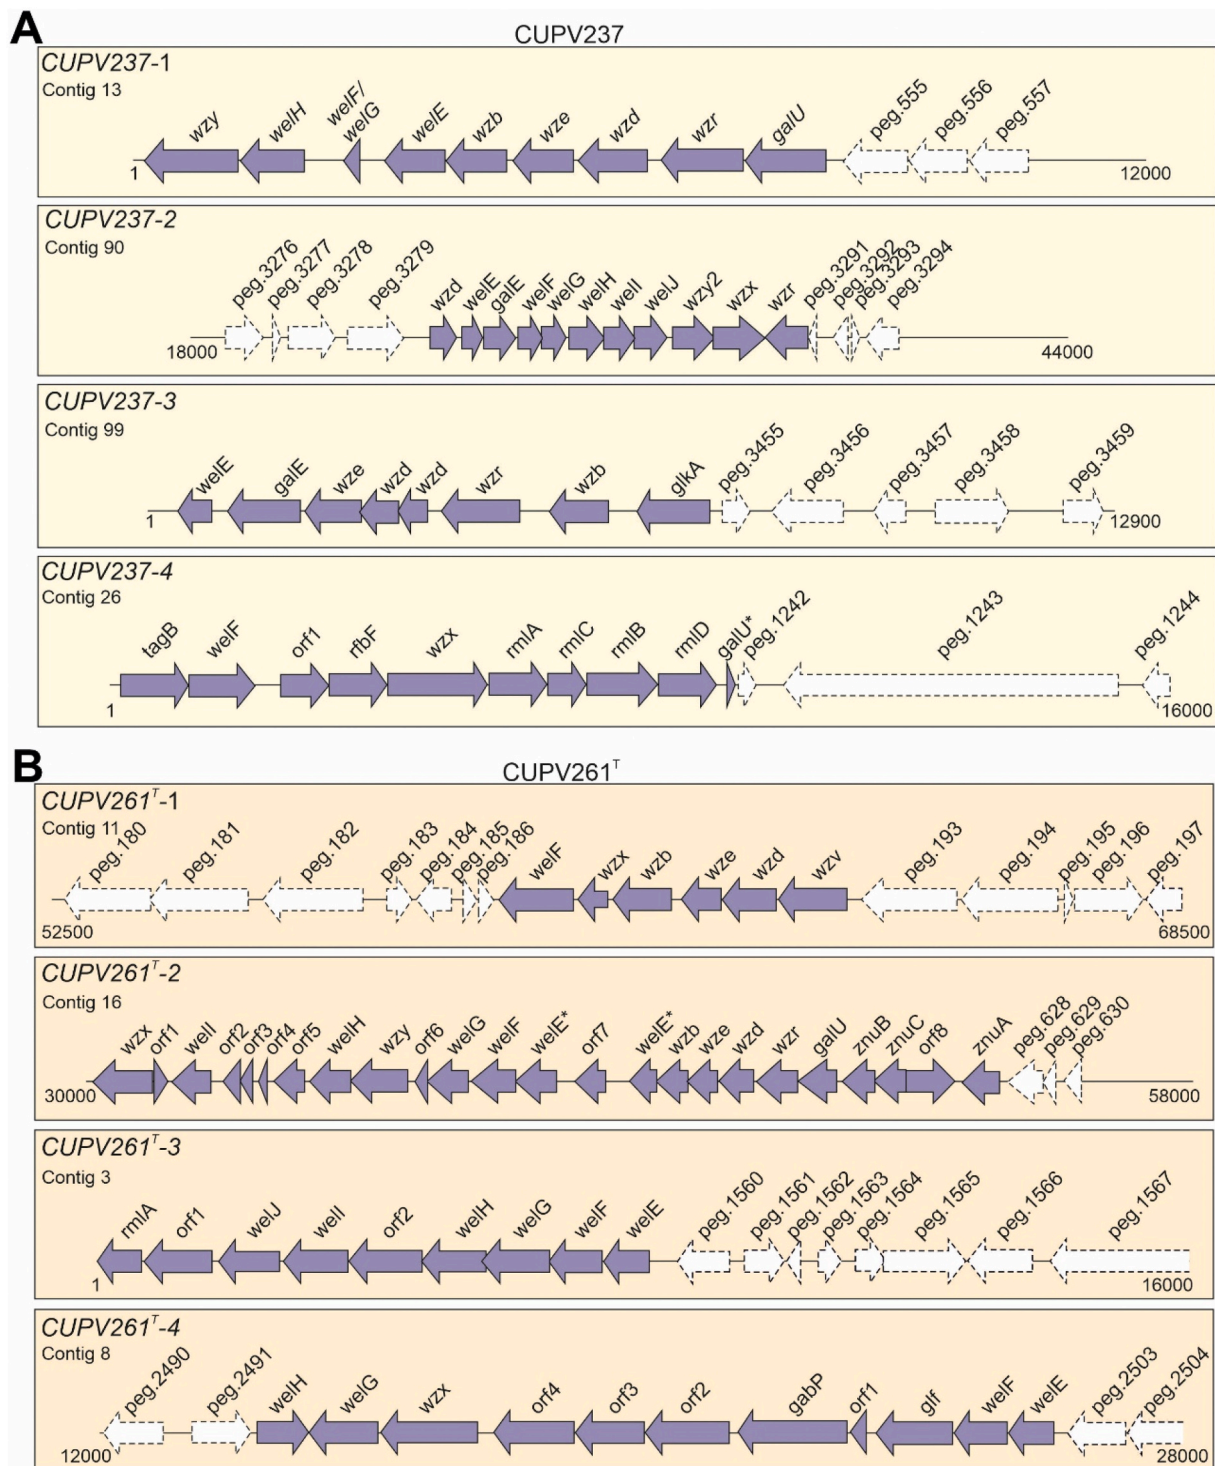 A
CUPV237
CUPV237-1
Contig 13
wzy welH welF/ welG welE wzb wze wzd wzr galU peg.555 peg.556 peg.557
1 12000
CUPV237-2
Contig 90
peg.3276 peg.3277 peg.3278 peg.3279 wzd welE galE welF welG welH welI welJ wzy2 wzx wzr peg.3291 peg.3292 peg.3293 peg.3294
18000 44000
CUPV237-3
Contig 99
welE galE wze wzd wzd wzr wzb glkA peg.3455 peg.3456 peg.3457 peg.3458 peg.3459
1 12900
CUPV237-4
Contig 26
tagB welF orf1 rfbF wzx rmlA rmlC rmlB rmlD galU* peg.1242 peg.1243 peg.1244
1 16000
B
CUPV261ᵀ
CUPV261ᵀ-1
Contig 11
peg.180 peg.181 peg.182 peg.183 peg.184 peg.185 peg.186 welF wzx wzb wze wzd wzv peg.193 peg.194 peg.195 peg.196 peg.197
52500 68500
CUPV261ᵀ-2
Contig 16
wzx orf1 welI orf2 orf3 orf4 orf5 welH wzy orf6 welG welF welE* orf7 welE* wzb wze wzd wzr galU znuB znuC orf8 znuA peg.628 peg.629 peg.630
30000 58000
CUPV261ᵀ-3
Contig 3
rmlA orf1 welJ welI orf2 welH welG welF welE peg.1560 peg.1561 peg.1562 peg.1563 peg.1564 peg.1565 peg.1566 peg.1567
1 16000
CUPV261ᵀ-4
Contig 8
peg.2490 peg.2491 welH welG wzx orf4 orf3 orf2 gabP orf1 glf welF welE peg.2503 peg.2504
12000 28000